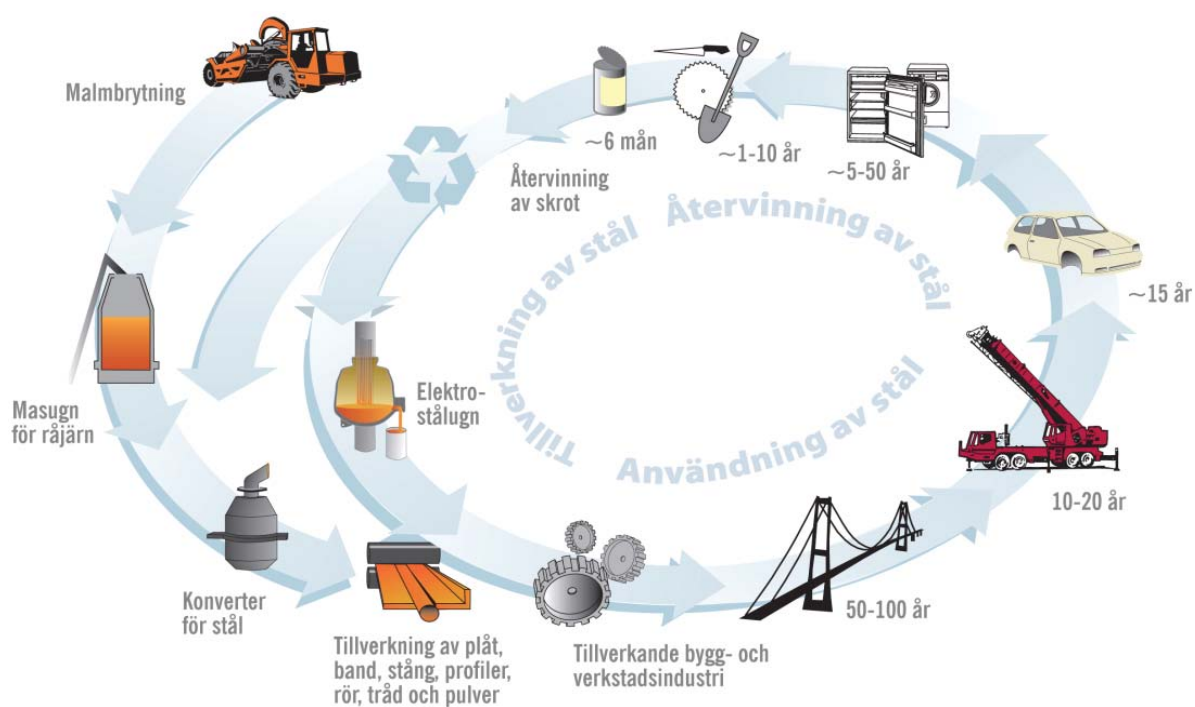 Malmbrytning
~6 mån
~1-10 år
~5-50 år
Återvinning
av skrot
Tillverkning av stål
Återvinning av stål
Användning av stål
~15 år
Masugn
för råjärn
Elektro-
stålugn
10-20 år
Konverter
för stål
50-100 år
Tillverkning av plåt,
band, stång, profiler,
rör, tråd och pulver
Tillverkande bygg- och
verkstadsindustri